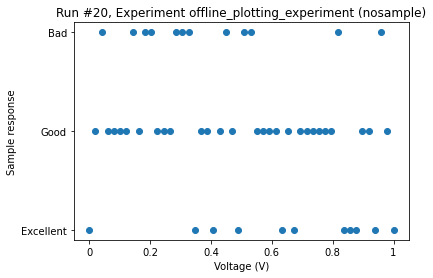 Run #20, Experiment offline_plotting_experiment (nosample)
Bad
Good
Excellent
Sample response
0 0.2 0.4 0.6 0.8 1
Voltage (V)